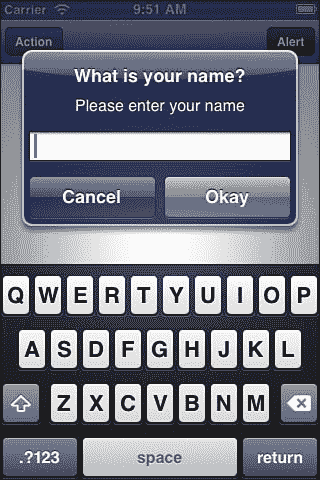 Carrier 9:51 AM
Action Alert
What is your name?
Please enter your name
Cancel Okay
Q W E R T Y U I O P
A S D F G H J K L
Z X C V B N M
.?123 space return